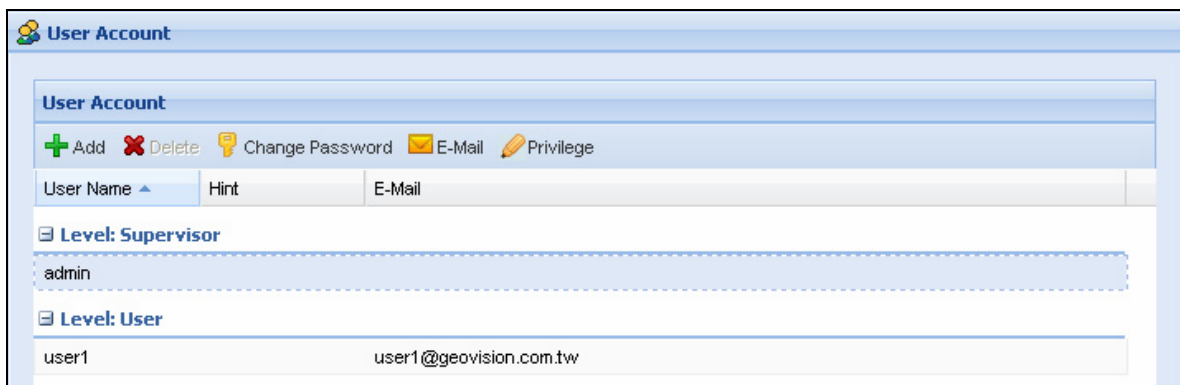 User Account
User Account
Add Delete Change Password E-Mail Privilege
User Name Hint E-Mail
Level: Supervisor
admin
Level: User
user1 user1@geovision.com.tw